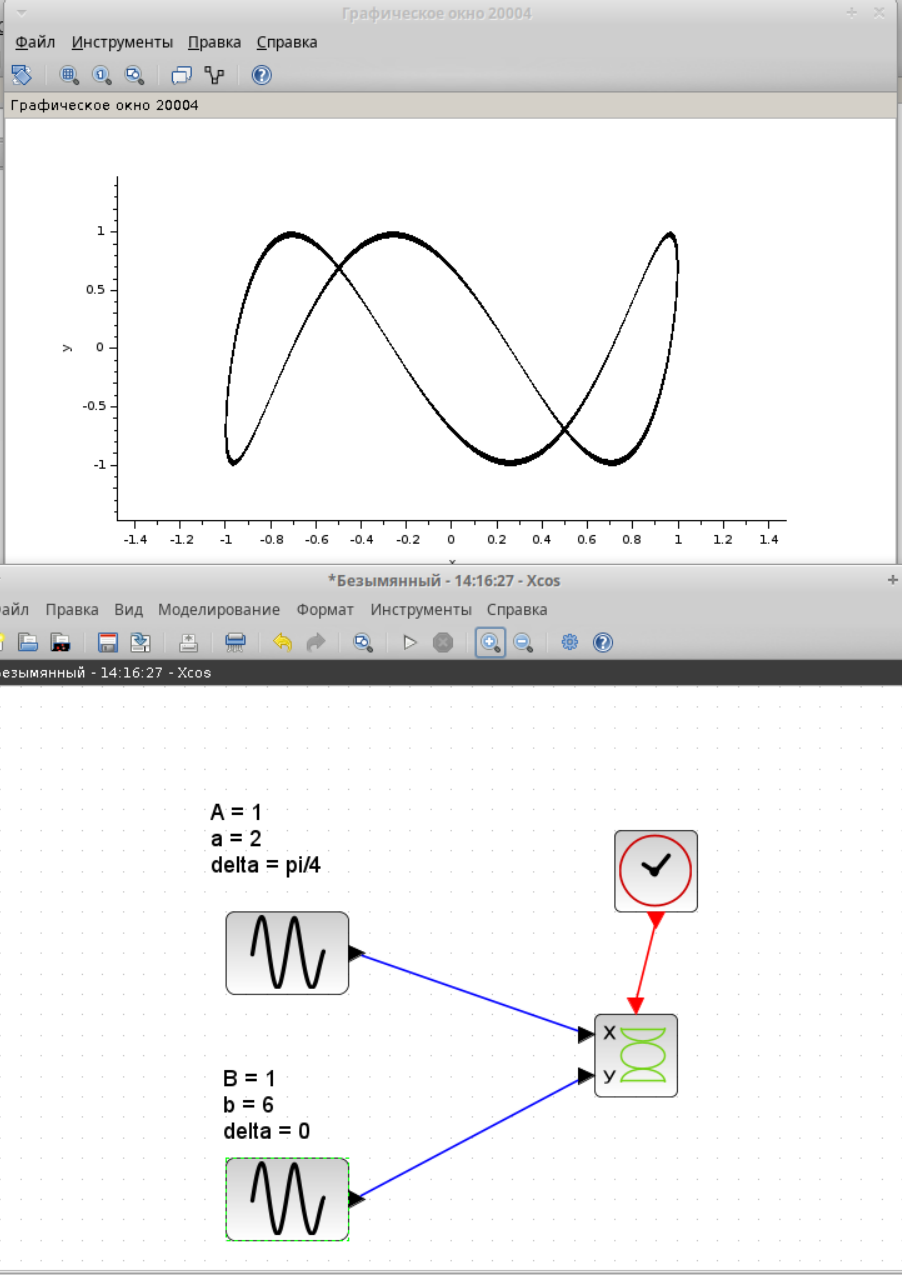 Графическое окно 20004
Файл Инструменты Правка Справка
Графическое окно 20004
1
0.5
0
-0.5
-1
y
-1.4 -1.2 -1 -0.8 -0.6 -0.4 -0.2 0 0.2 0.4 0.6 0.8 1 1.2 1.4
*Безымянный - 14:16:27 - Xcos
айл Правка Вид Моделирование Формат Инструменты Справка
езымянный - 14:16:27 - Xcos
A = 1
a = 2
delta = pi/4
X
y
B = 1
b = 6
delta = 0